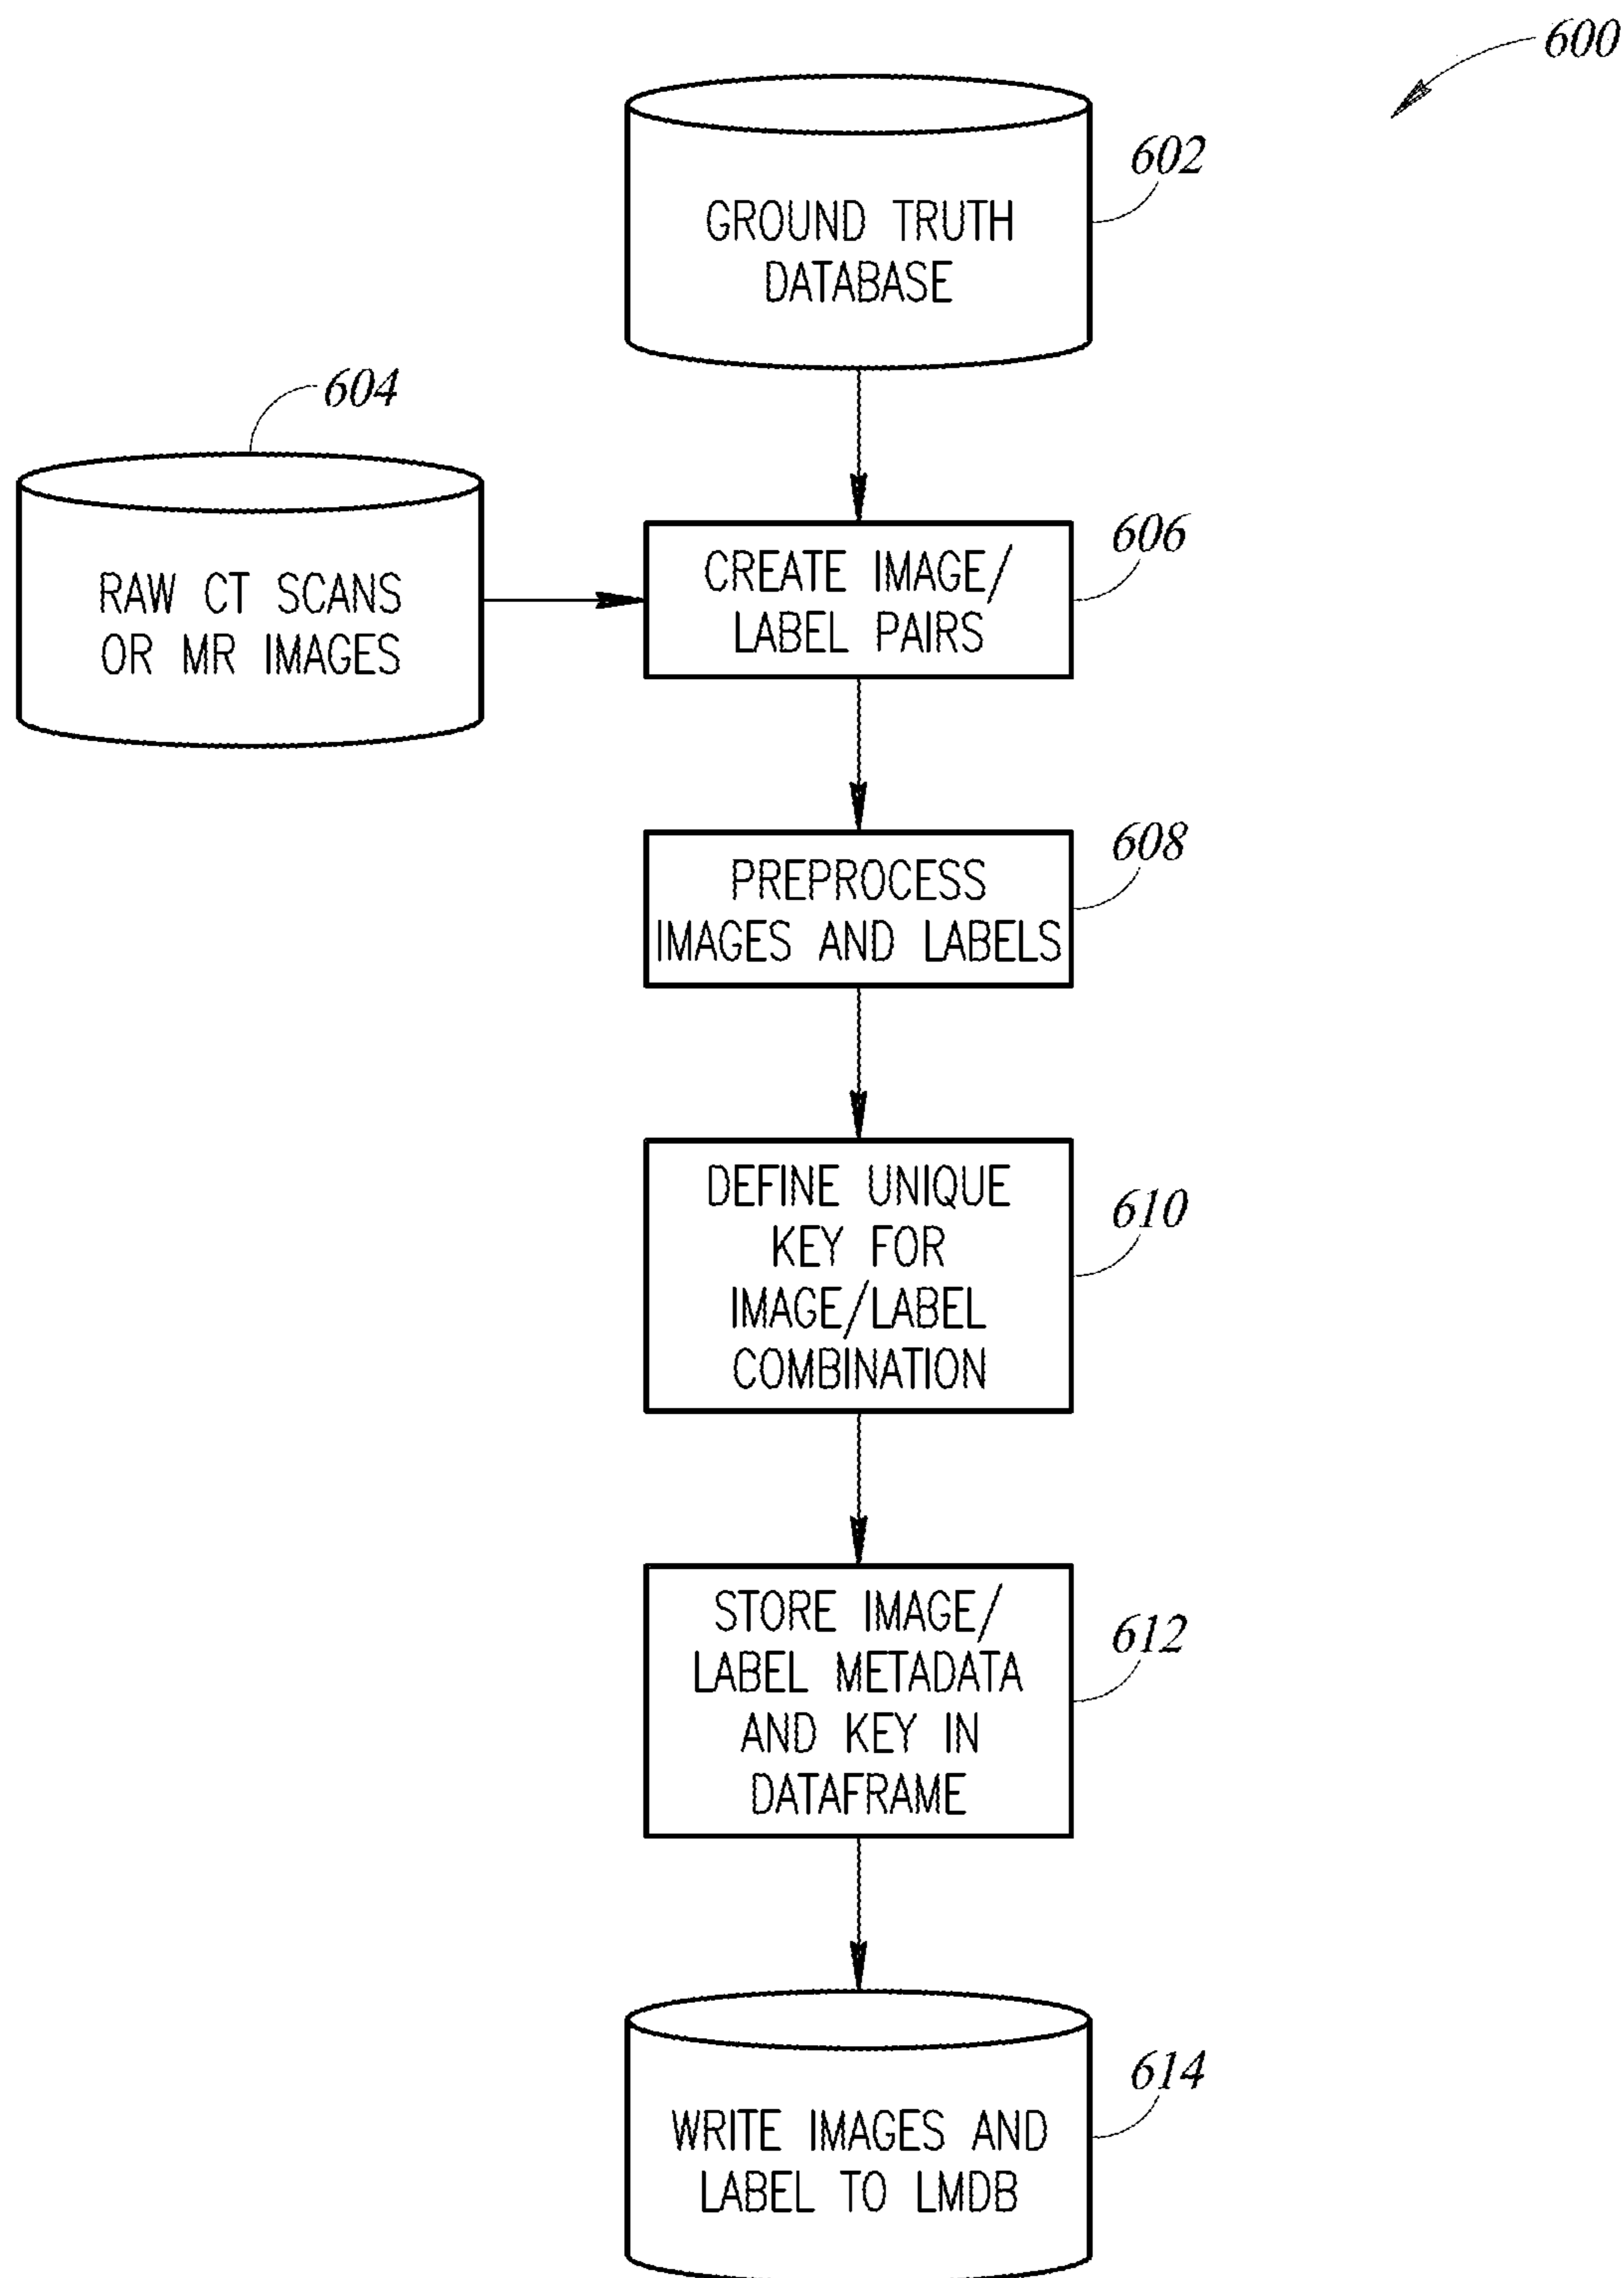 600
602
GROUND TRUTH
DATABASE
604
RAW CT SCANS
OR MR IMAGES
606
CREATE IMAGE/
LABEL PAIRS
608
PREPROCESS
IMAGES AND LABELS
610
DEFINE UNIQUE
KEY FOR
IMAGE/LABEL
COMBINATION
612
STORE IMAGE/
LABEL METADATA
AND KEY IN
DATAFRAME
614
WRITE IMAGES AND
LABEL TO LMDB